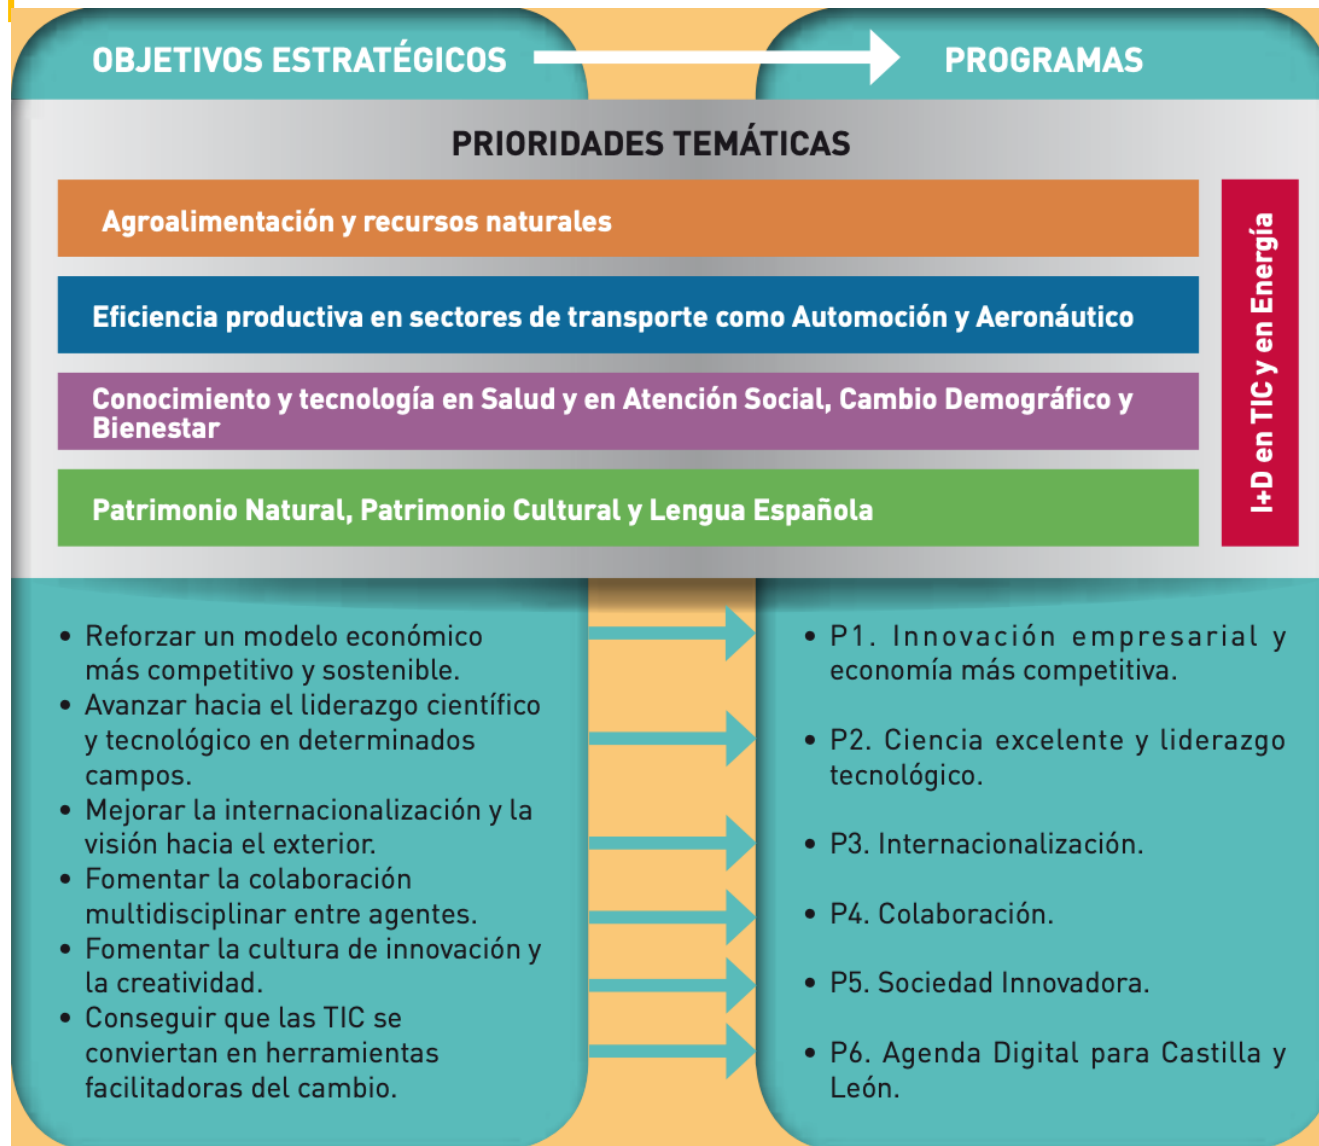 OBJETIVOS ESTRATÉGICOS
PROGRAMAS
PRIORIDADES TEMÁTICAS
Agroalimentación y recursos naturales
Eficiencia productiva en sectores de transporte como Automoción y Aeronáutico
Conocimiento y tecnología en Salud y en Atención Social, Cambio Demográfico y
Bienestar
Patrimonio Natural, Patrimonio Cultural y Lengua Española
I+D en TIC y en Energía
• Reforzar un modelo económico
más competitivo y sostenible.
• Avanzar hacia el liderazgo científico
y tecnológico en determinados
campos.
• Mejorar la internacionalización y la
visión hacia el exterior.
• Fomentar la colaboración
multidisciplinar entre agentes.
• Fomentar la cultura de innovación y
la creatividad.
• Conseguir que las TIC se
conviertan en herramientas
facilitadoras del cambio.
• P1. Innovación empresarial y
economía más competitiva.
• P2. Ciencia excelente y liderazgo
tecnológico.
• P3. Internacionalización.
• P4. Colaboración.
• P5. Sociedad Innovadora.
• P6. Agenda Digital para Castilla y
León.